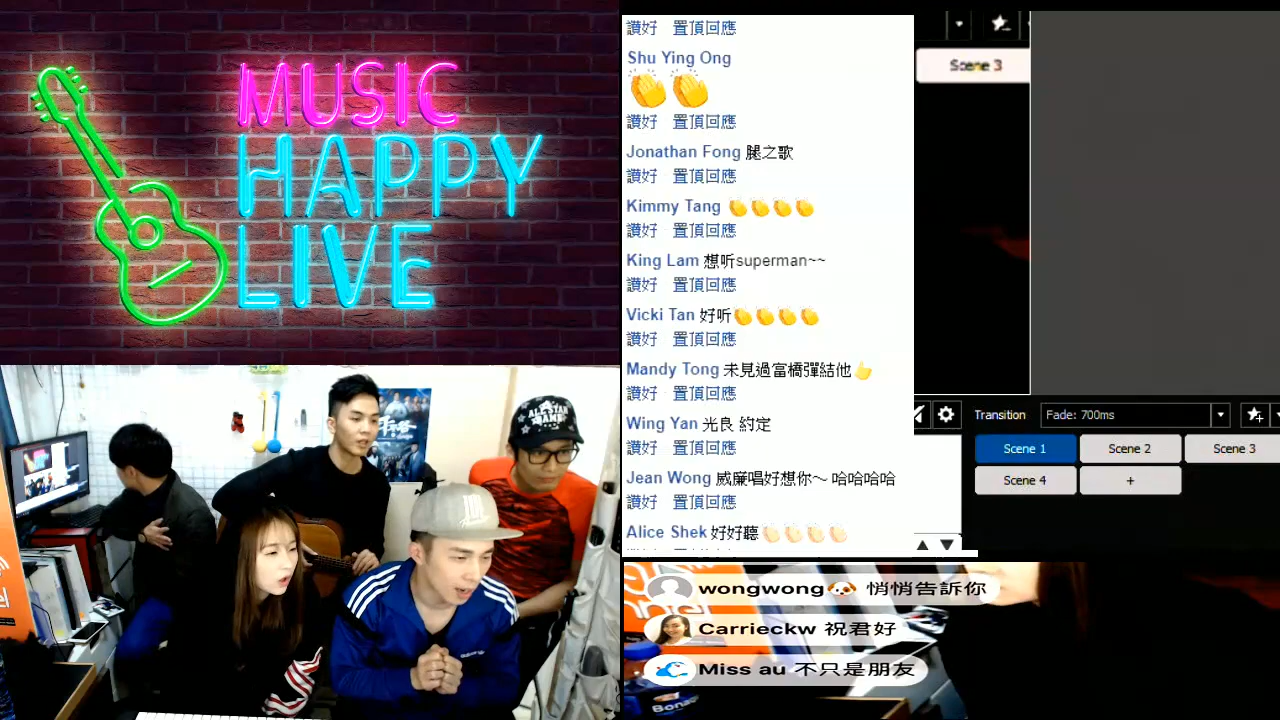 MUSIC
HAPPY
LIVE
讚好 置頂回應
Shu Ying Ong
讚好 置頂回應
Jonathan Fong 腿之歌
讚好 置頂回應
Kimmy Tang
讚好 置頂回應
King Lam 想听superman~~
讚好 置頂回應
Vicki Tan 好听
讚好 置頂回應
Mandy Tong 未見過富橋彈結他
讚好 置頂回應
Wing Yan 光良 約定
讚好 置頂回應
Jean Wong 威廉唱好想你～ 哈哈哈哈
讚好 置頂回應
Alice Shek 好好聽
Scene 3
Transition
Fade: 700ms
Scene 1
Scene 2
Scene 3
Scene 4
+
wongwong 悄悄告訴你
Carrieckw 祝君好
Miss au 不只是朋友
ALL STAR
GAME